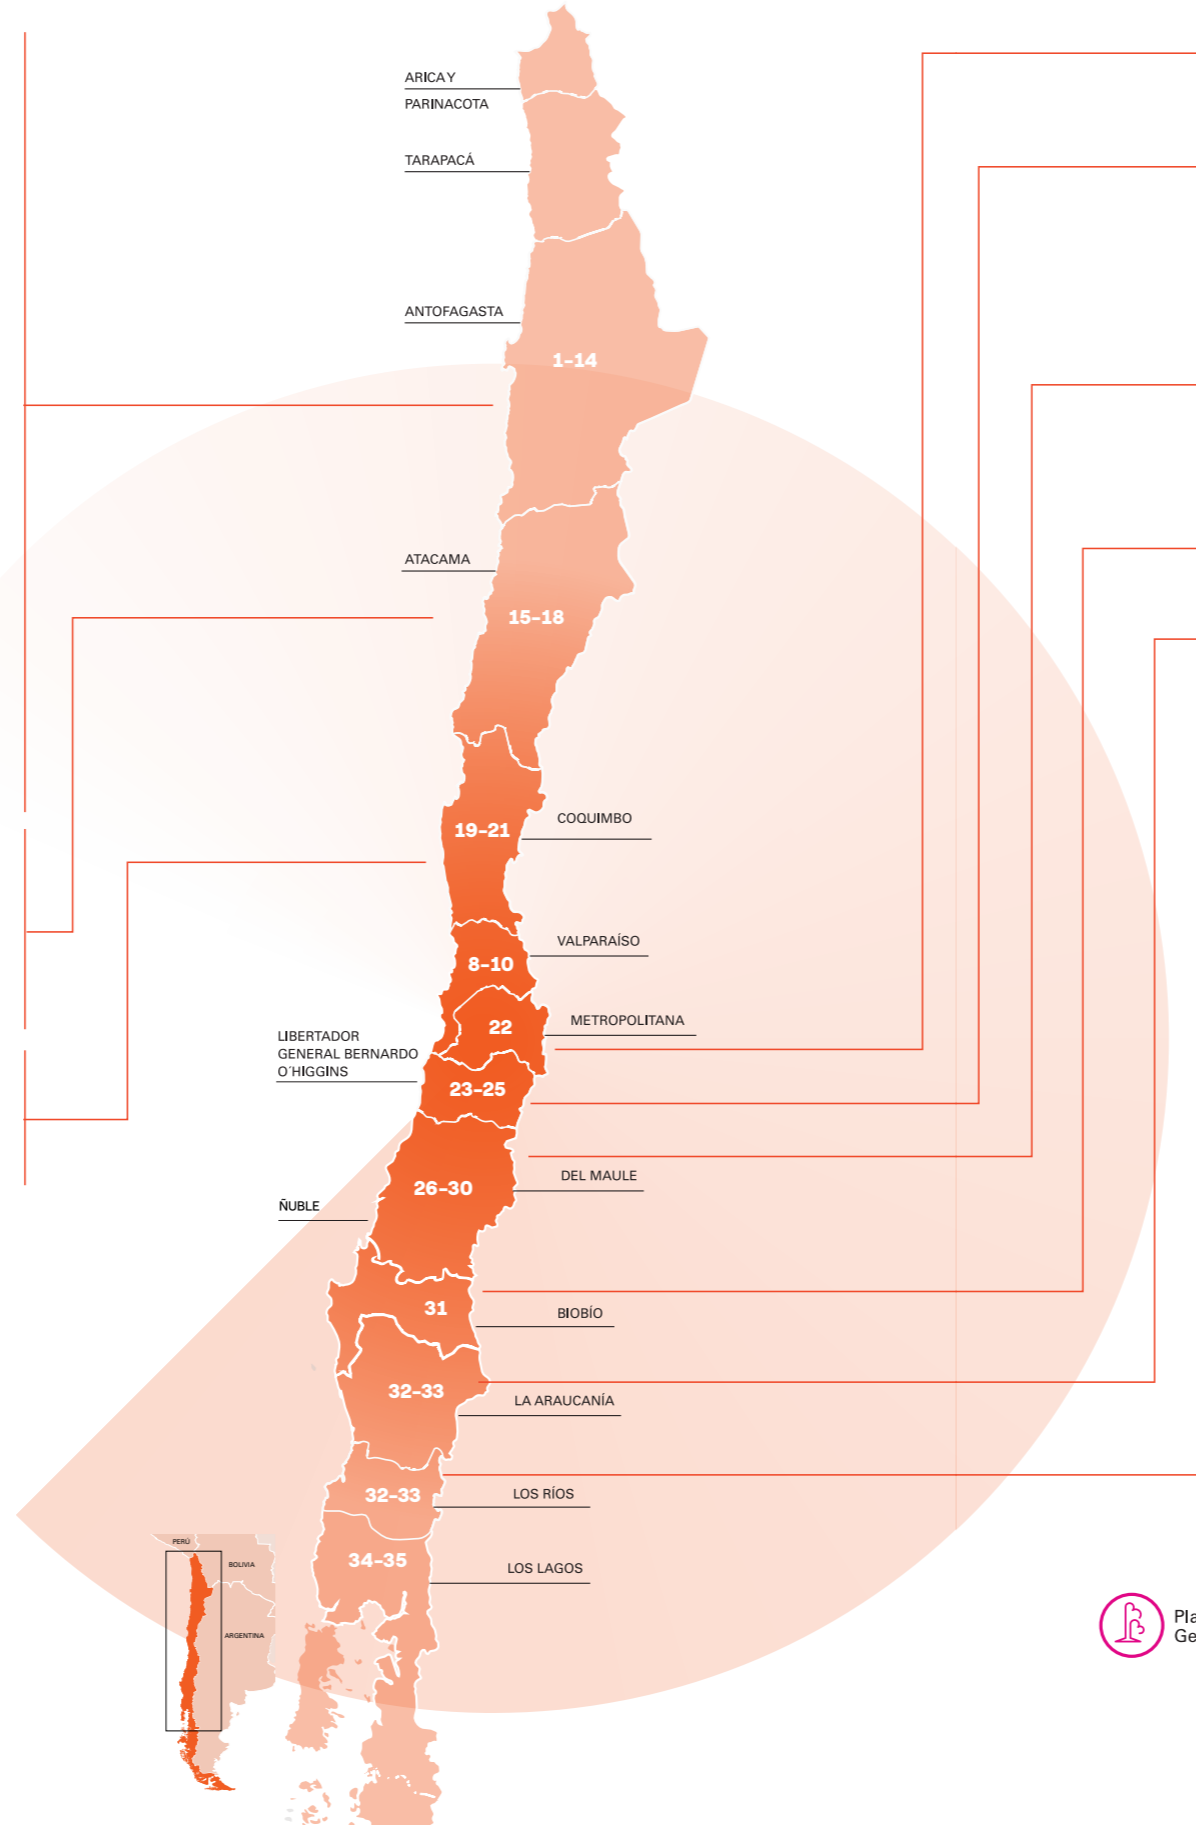 ARICA Y
PARINACOTA
TARAPACÁ
ANTOFAGASTA
1-14
ATACAMA
15-18
19-21
COQUIMBO
VALPARAÍSO
8-10
22
METROPOLITANA
LIBERTADOR
GENERAL BERNARDO
O´HIGGINS
23-25
DEL MAULE
26-30
ÑUBLE
31
BIOBÍO
32-33
LA ARAUCANÍA
32-33
LOS RÍOS
34-35
LOS LAGOS
PERÚ
BOLIVIA
ARGENTINA
Pla
Ge